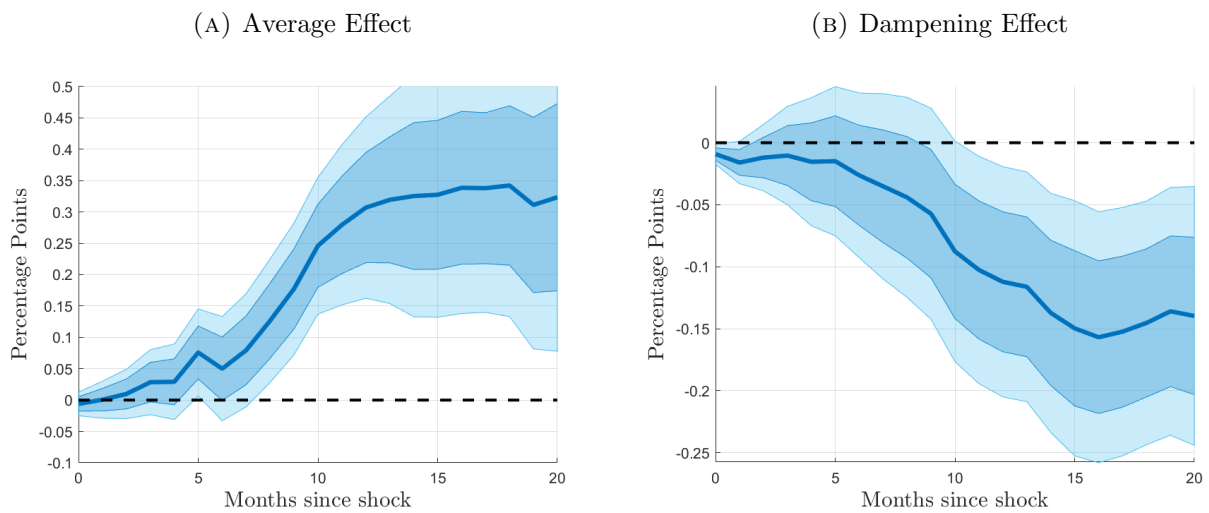 (A) Average Effect
0.5
0.45
0.4
0.35
0.3
0.25
0.2
0.15
0.1
0.05
0
-0.05
-0.1
Percentage Points
0 5 10 15 20
Months since shock
(B) Dampening Effect
0
-0.05
-0.1
-0.15
-0.2
-0.25
Percentage Points
0 5 10 15 20
Months since shock